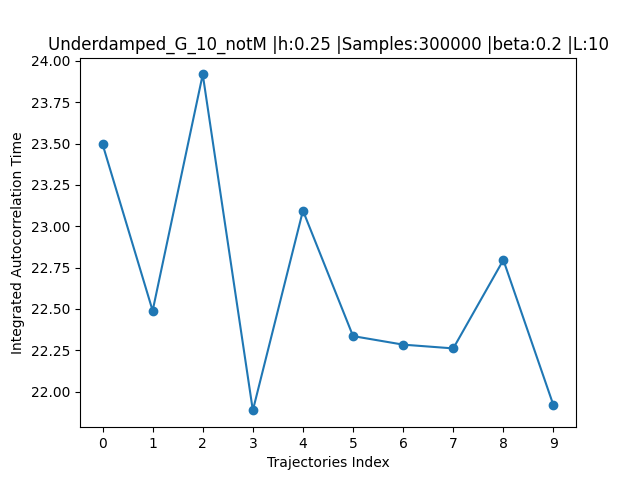 Underdamped_G_10_notM |h:0.25 |Samples:300000 |beta:0.2 |L:10
24.00
23.75
23.50
23.25
23.00
22.75
22.50
22.25
22.00
Integrated Autocorrelation Time
0 1 2 3 4 5 6 7 8 9
Trajectories Index